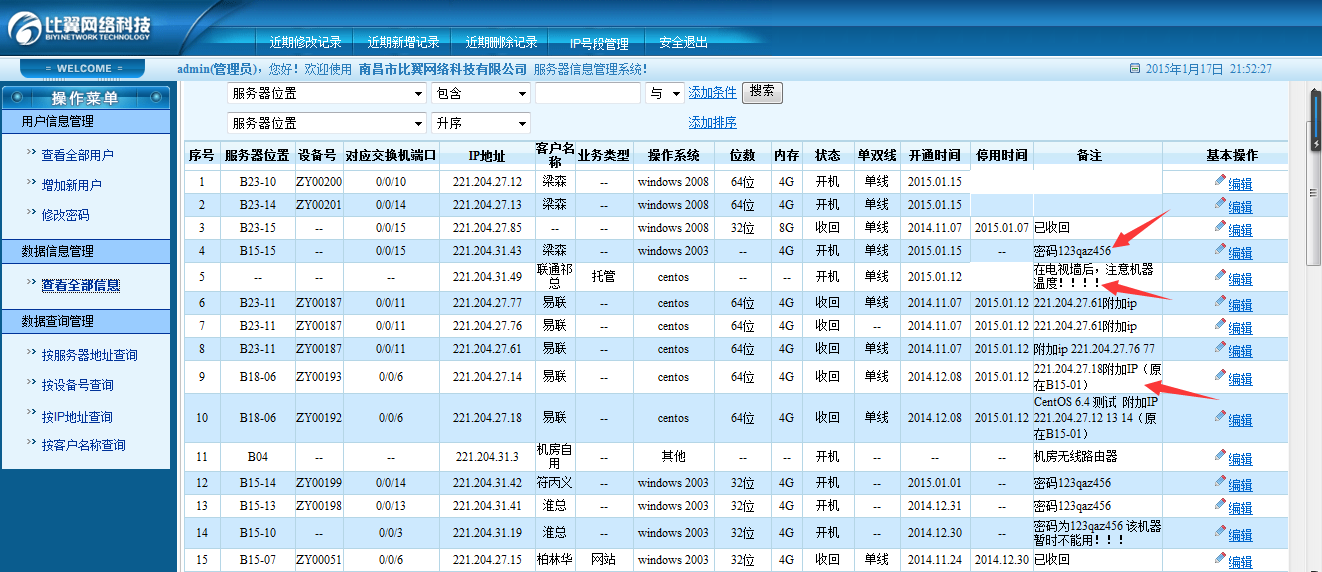 比翼网络科技
BIYI NETWORK TECHNOLOGY
近期修改记录 近期新增记录 近期删除记录 IP号段管理 安全退出
= WELCOME =
admin(管理员)，您好！欢迎使用 南昌市比翼网络科技有限公司 服务器信息管理系统！ 2015年1月17日 21:52:27
操作菜单
用户信息管理
查看全部用户
增加新用户
修改密码
数据信息管理
查看全部信息
数据查询管理
按服务器地址查询
按设备号查询
按IP地址查询
按客户名称查询
服务器位置 包含 与 添加条件 搜索
服务器位置 升序 添加排序
序号 服务器位置 设备号 对应交换机端口 IP地址 客户名称 业务类型 操作系统 位数 内存 状态 单双线 开通时间 停用时间 备注 基本操作
1 B23-10 ZY00200 0/0/10 221.204.27.12 梁森 -- windows 2008 64位 4G 开机 单线 2015.01.15 编辑
2 B23-14 ZY00201 0/0/14 221.204.27.13 梁森 -- windows 2008 64位 4G 开机 单线 2015.01.15 编辑
3 B23-15 -- 0/0/15 221.204.27.85 -- -- windows 2008 32位 8G 收回 单线 2014.11.07 2015.01.07 已收回 编辑
4 B15-15 -- 0/0/15 221.204.31.43 梁森 -- windows 2003 -- 4G 开机 单线 2015.01.15 -- 密码123qaz456 编辑
5 -- -- -- 221.204.31.49 联通祁总 托管 centos -- -- 开机 单线 2015.01.12 在电视墙后，注意机器温度！！！！ 编辑
6 B23-11 ZY00187 0/0/11 221.204.27.77 易联 -- centos 64位 4G 收回 单线 2014.11.07 2015.01.12 221.204.27.61附加ip 编辑
7 B23-11 ZY00187 0/0/11 221.204.27.76 易联 -- centos 64位 4G 收回 -- 2014.11.07 2015.01.12 221.204.27.61附加ip 编辑
8 B23-11 ZY00187 0/0/11 221.204.27.61 易联 -- centos 64位 4G 收回 单线 2014.11.07 2015.01.12 附加ip 221.204.27.76 77 编辑
9 B18-06 ZY00193 0/0/6 221.204.27.14 易联 -- centos 64位 4G 收回 单线 2014.12.08 2015.01.12 221.204.27.18附加IP（原在B15-01） 编辑
10 B18-06 ZY00192 0/0/6 221.204.27.18 易联 -- centos 64位 4G 收回 单线 2014.12.08 2015.01.12 CentOS 6.4 测试 附加IP 221.204.27.12 13 14（原在B15-01） 编辑
11 B04 -- -- 221.204.31.3 机房自用 -- 其他 -- -- 开机 -- -- -- 机房无线路由器 编辑
12 B15-14 ZY00199 0/0/14 221.204.31.42 符丙义 -- windows 2003 32位 4G 开机 单线 2015.01.01 -- 密码123qaz456 编辑
13 B15-13 ZY00198 0/0/13 221.204.31.41 淮总 -- windows 2003 32位 4G 开机 -- 2014.12.31 -- 密码123qaz456 编辑
14 B15-10 -- 0/0/3 221.204.31.19 淮总 -- windows 2003 32位 4G 开机 -- 2014.12.30 -- 密码为123qaz456 该机器暂时不能用！！！ 编辑
15 B15-07 ZY00051 0/0/6 221.204.27.15 柏林华 网站 windows 2003 32位 4G 收回 单线 2014.11.24 2014.12.30 已收回 编辑